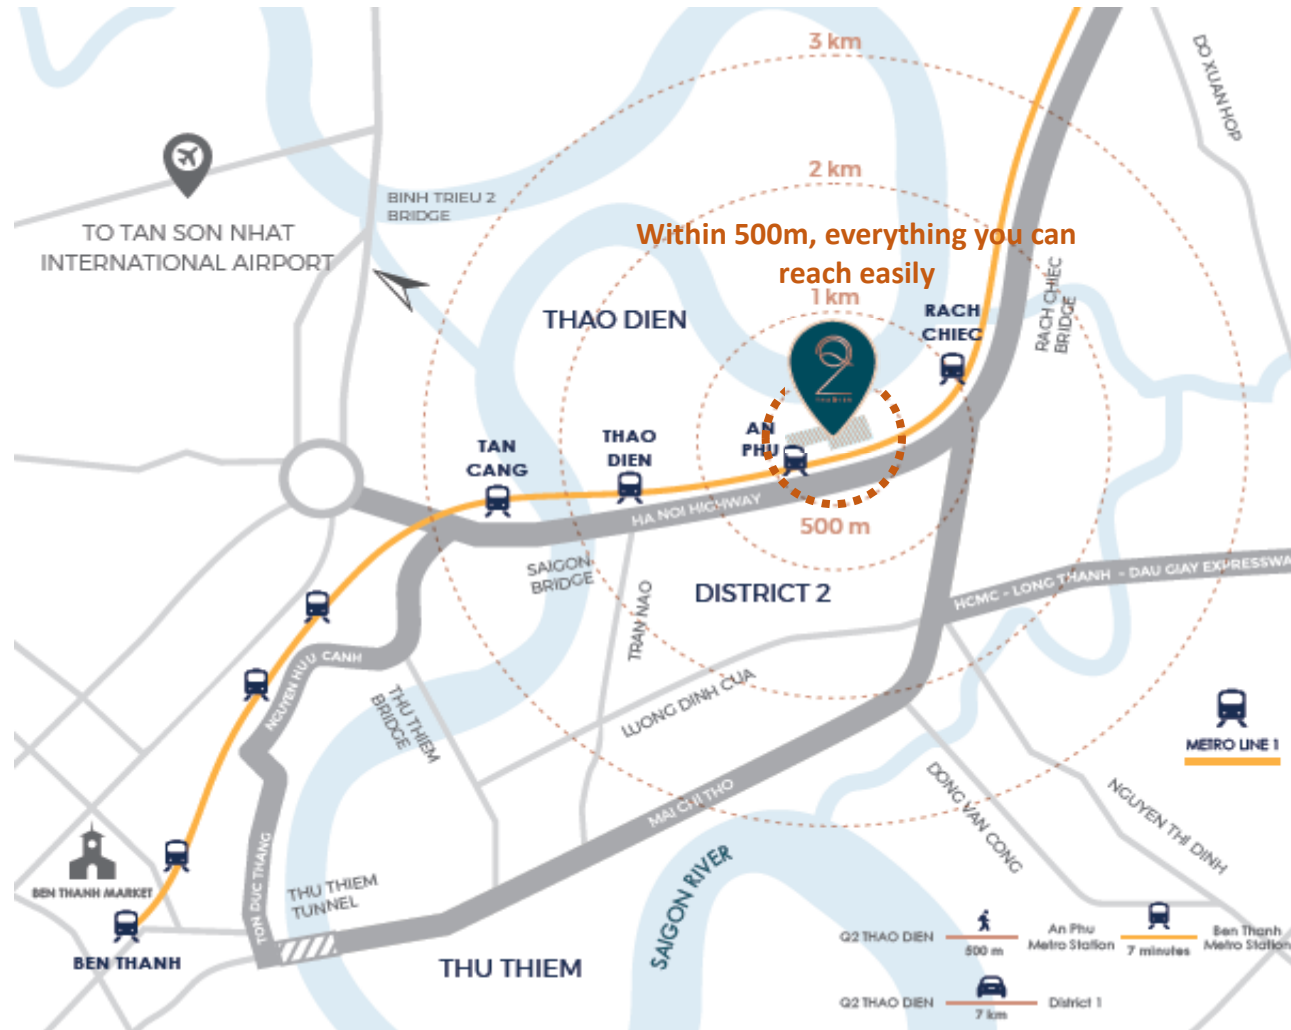 3 km
DO XUAN HOP
2 km
BINH TRIEU 2
BRIDGE
TO TAN SON NHAT
INTERNATIONAL AIRPORT
Within 500m, everything you can
reach easily
1 km
RACH CHIEC
BRIDGE
THAO DIEN
RACH
CHIEC
Q2
THAO DIEN
AN
PHU
THAO
DIEN
TAN
CANG
HA NOI HIGHWAY
500 m
SAIGON
BRIDGE
DISTRICT 2
HCMC - LONG THANH - DAU GIAY EXPRESSWA
TRAN NAO
NGUYEN HUU CANH
THU THIEM
BRIDGE
LUONG DINH CUA
METRO LINE 1
MAI CHI THO
DONG VAN CONG
NGUYEN THI DINH
BEN THANH MARKET
TON DUC THANG
THU THIEM
TUNNEL
SAIGON RIVER
BEN THANH
THU THIEM
Q2 THAO DIEN
500 m
An Phu
Metro Station
7 minutes
Ben Thanh
Metro Station
Q2 THAO DIEN
7 km
District 1